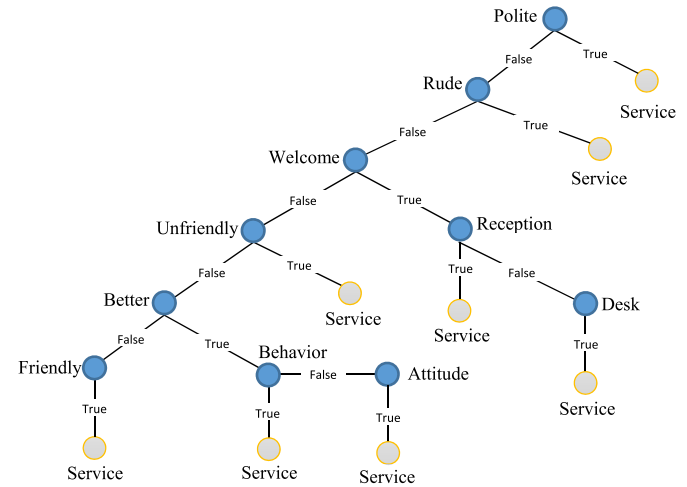 Polite
False
True
Rude
Service
False
True
Welcome
Service
False
True
Unfriendly
Reception
False
True
True
False
Better
Service
Service
Desk
False
True
True
Friendly
Behavior
False
Attitude
Service
True
True
True
Service
Service
Service